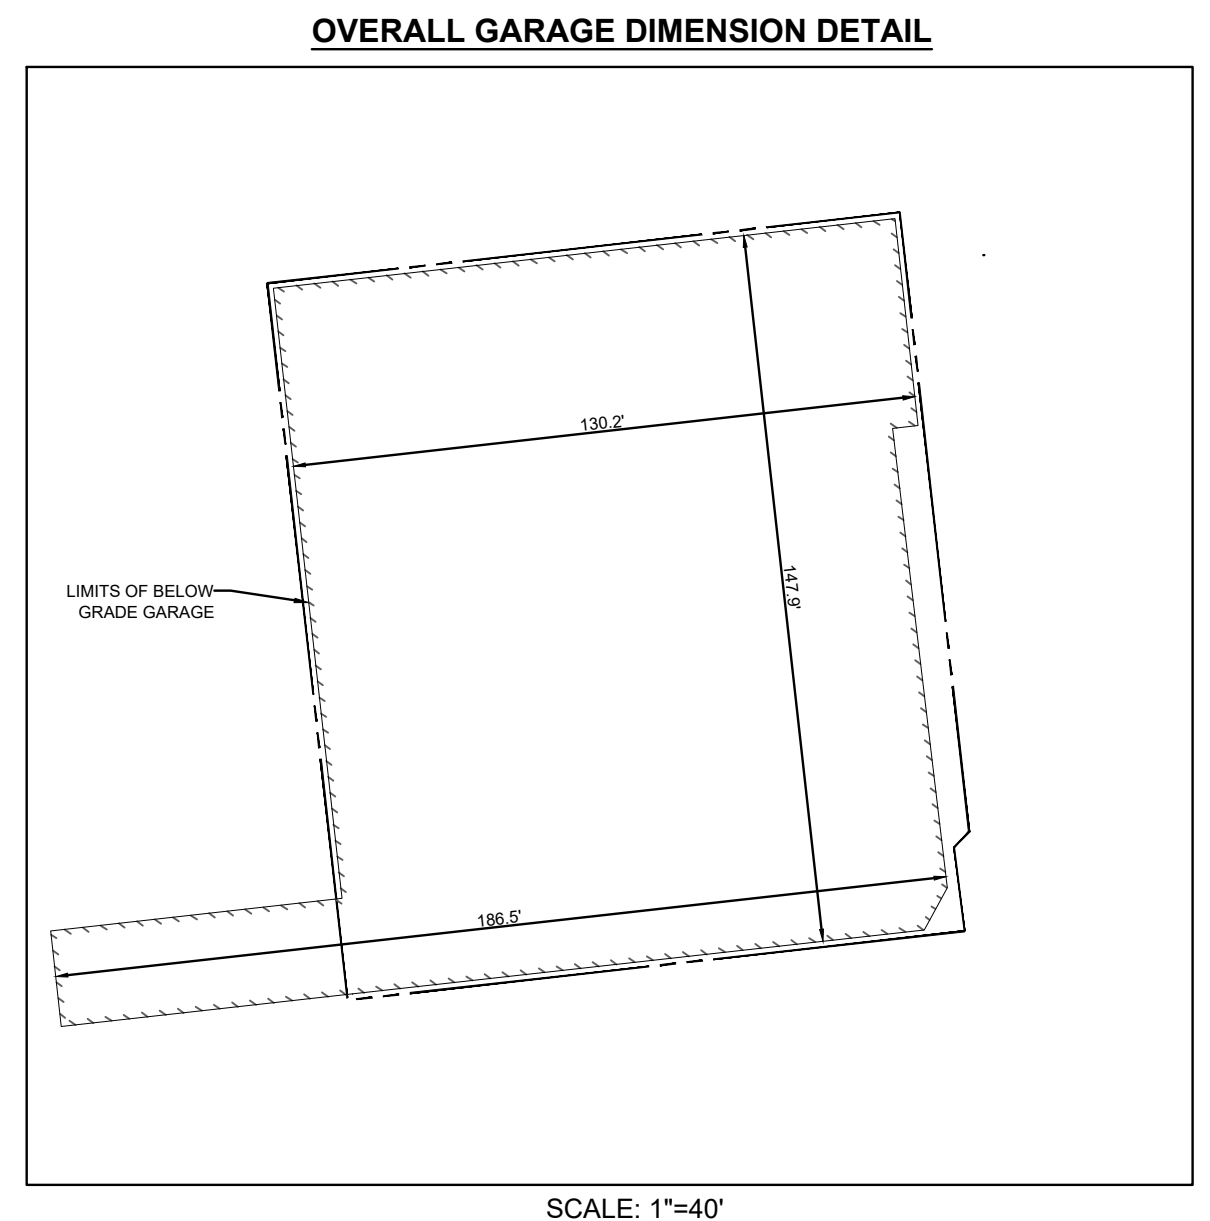 OVERALL GARAGE DIMENSION DETAIL
130.2'
147.9'
LIMITS OF BELOW
GRADE GARAGE
186.5'
SCALE: 1"=40'